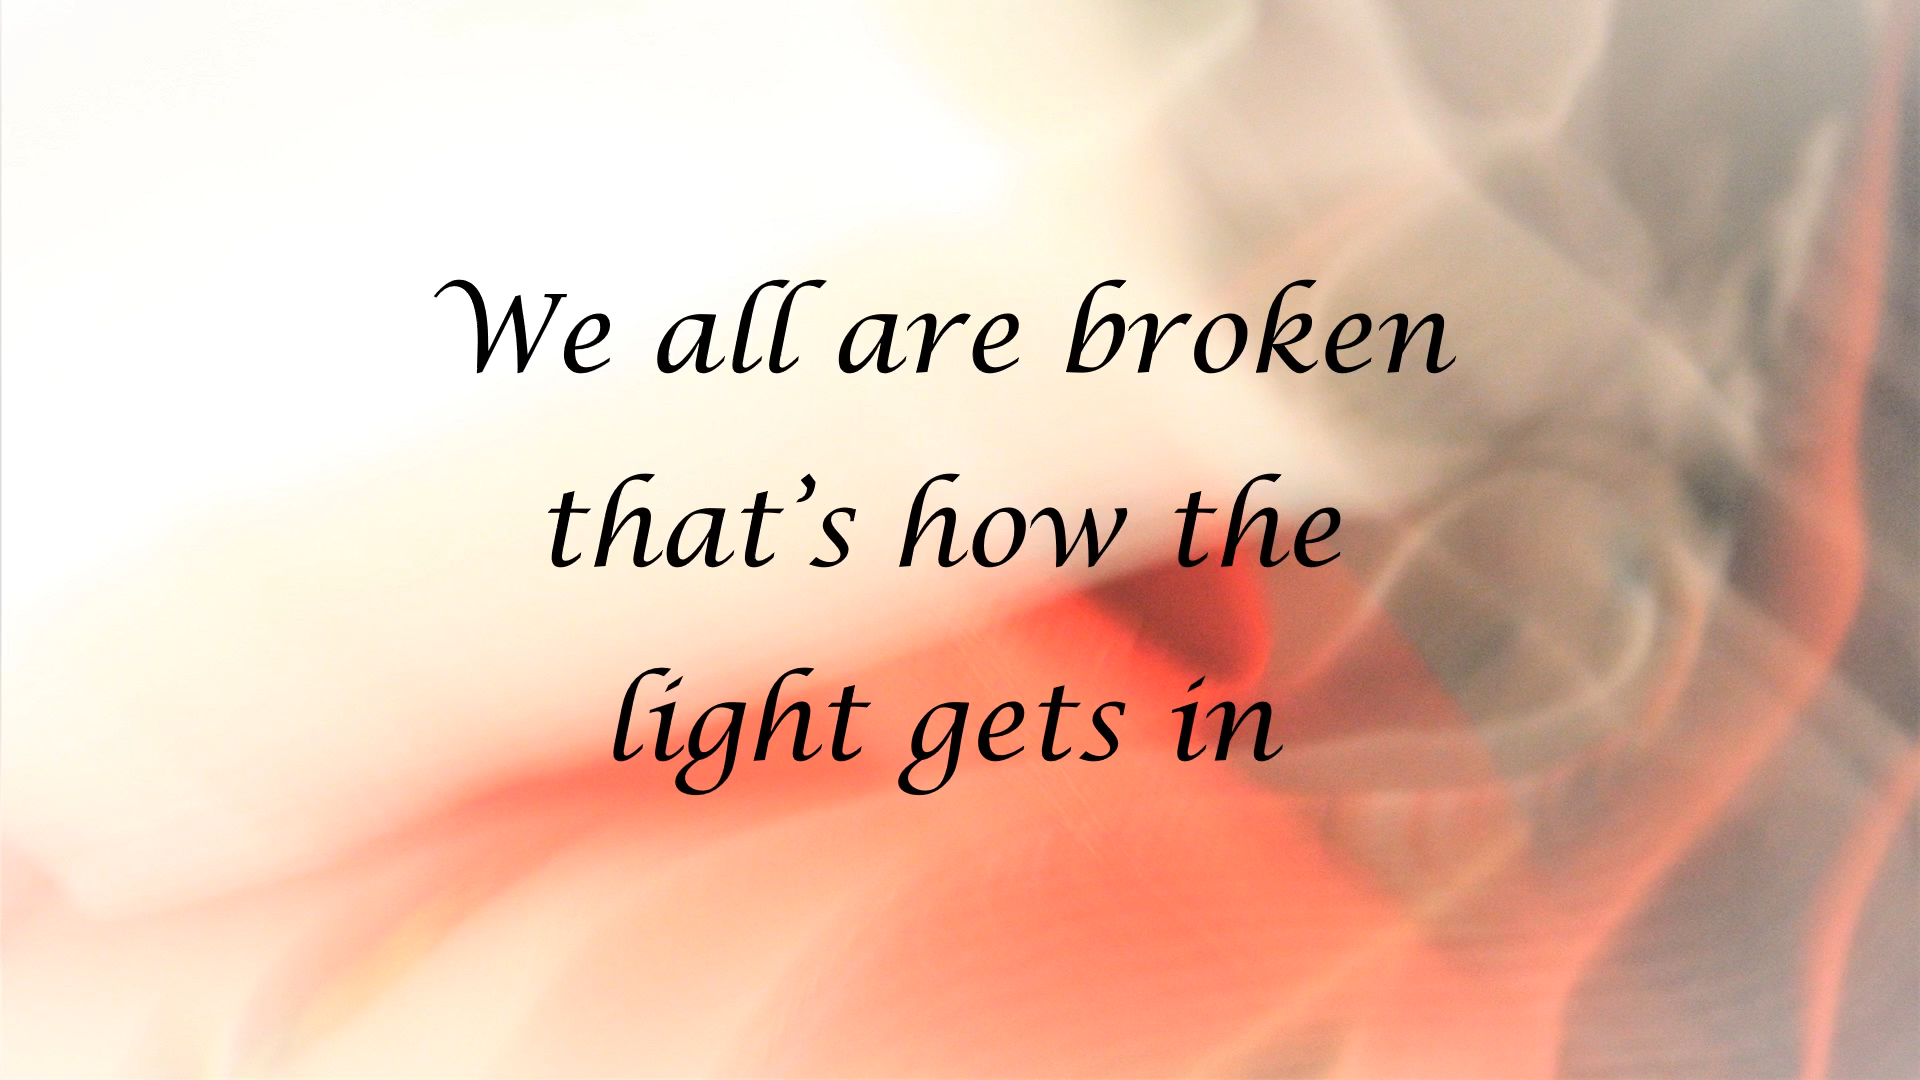 We all are broken
that’s how the
light gets in